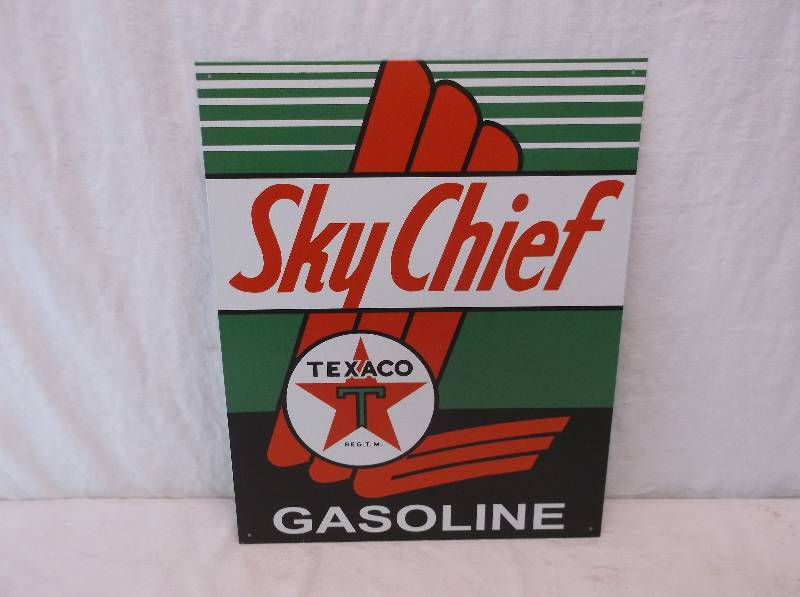 Sky Chief
TEXACO
T
REG. T.M.
GASOLINE